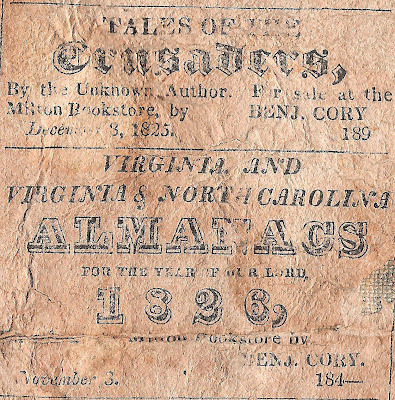 TALES OF THE
Crusaders,
By the Unknown Author. For sale at the
Milton Bookstore, by BENJ. CORY
December 3, 1825. 189
VIRGINIA, AND
VIRGINIA & NORTH CAROLINA
ALMANACS
FOR THE YEAR OF OUR LORD,
1826,
Milton Bookstore by
BENJ. CORY.
November 3. 184—